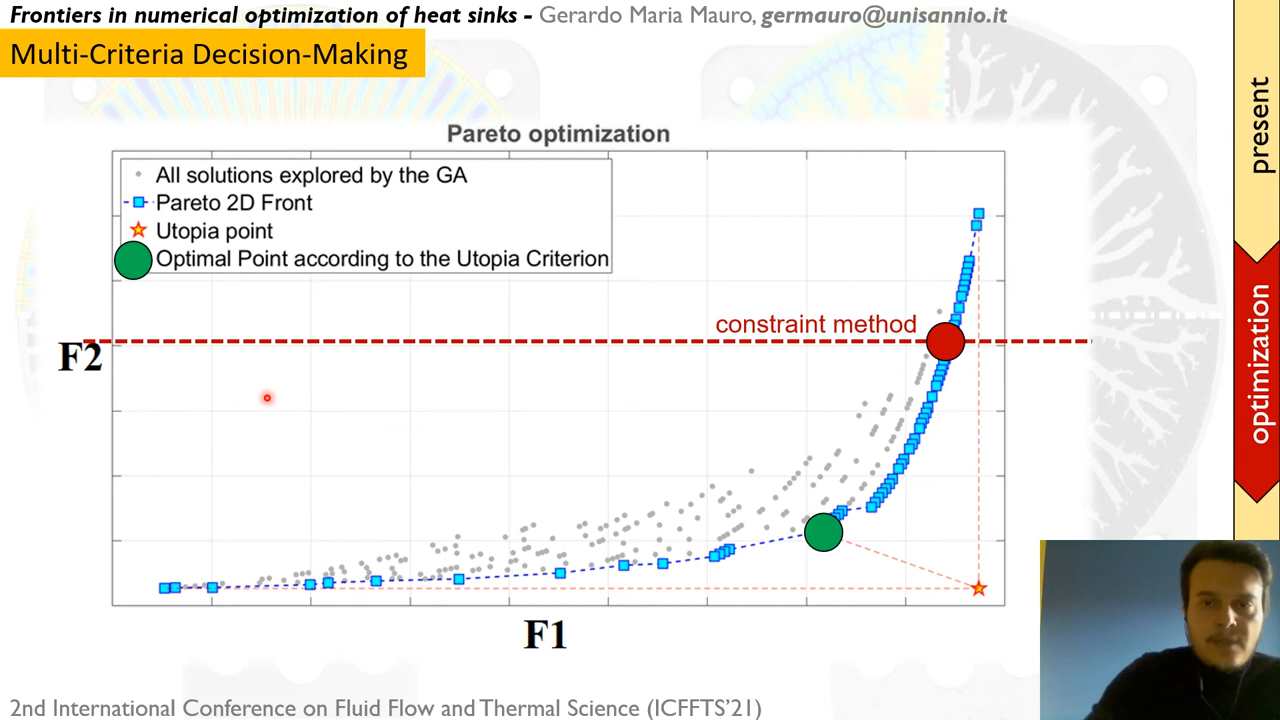 Frontiers in numerical optimization of heat sinks - Gerardo Maria Mauro, germauro@unisannio.it
Multi-Criteria Decision-Making
Pareto optimization
All solutions explored by the GA
Pareto 2D Front
Utopia point
Optimal Point according to the Utopia Criterion
constraint method
F2
F1
present
optimization
2nd International Conference on Fluid Flow and Thermal Science (ICFFTS'21)